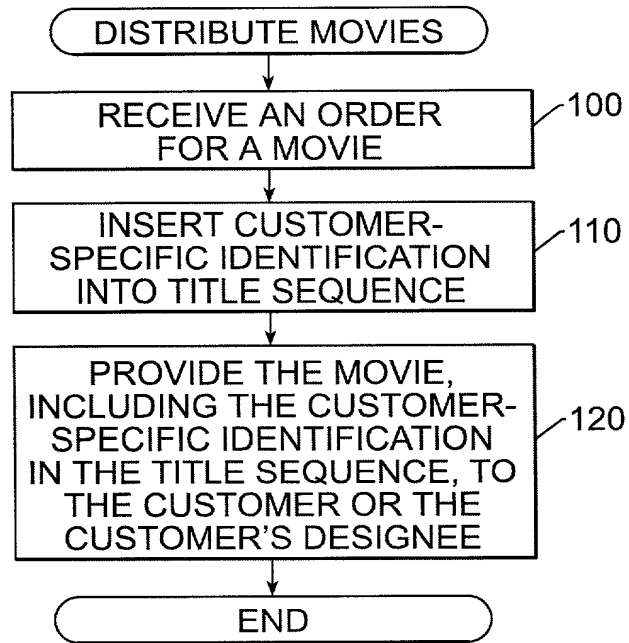 DISTRIBUTE MOVIES
RECEIVE AN ORDER
FOR A MOVIE
100
INSERT CUSTOMER-
SPECIFIC IDENTIFICATION
INTO TITLE SEQUENCE
110
PROVIDE THE MOVIE,
INCLUDING THE CUSTOMER-
SPECIFIC IDENTIFICATION
IN THE TITLE SEQUENCE, TO
THE CUSTOMER OR THE
CUSTOMER'S DESIGNEE
120
END